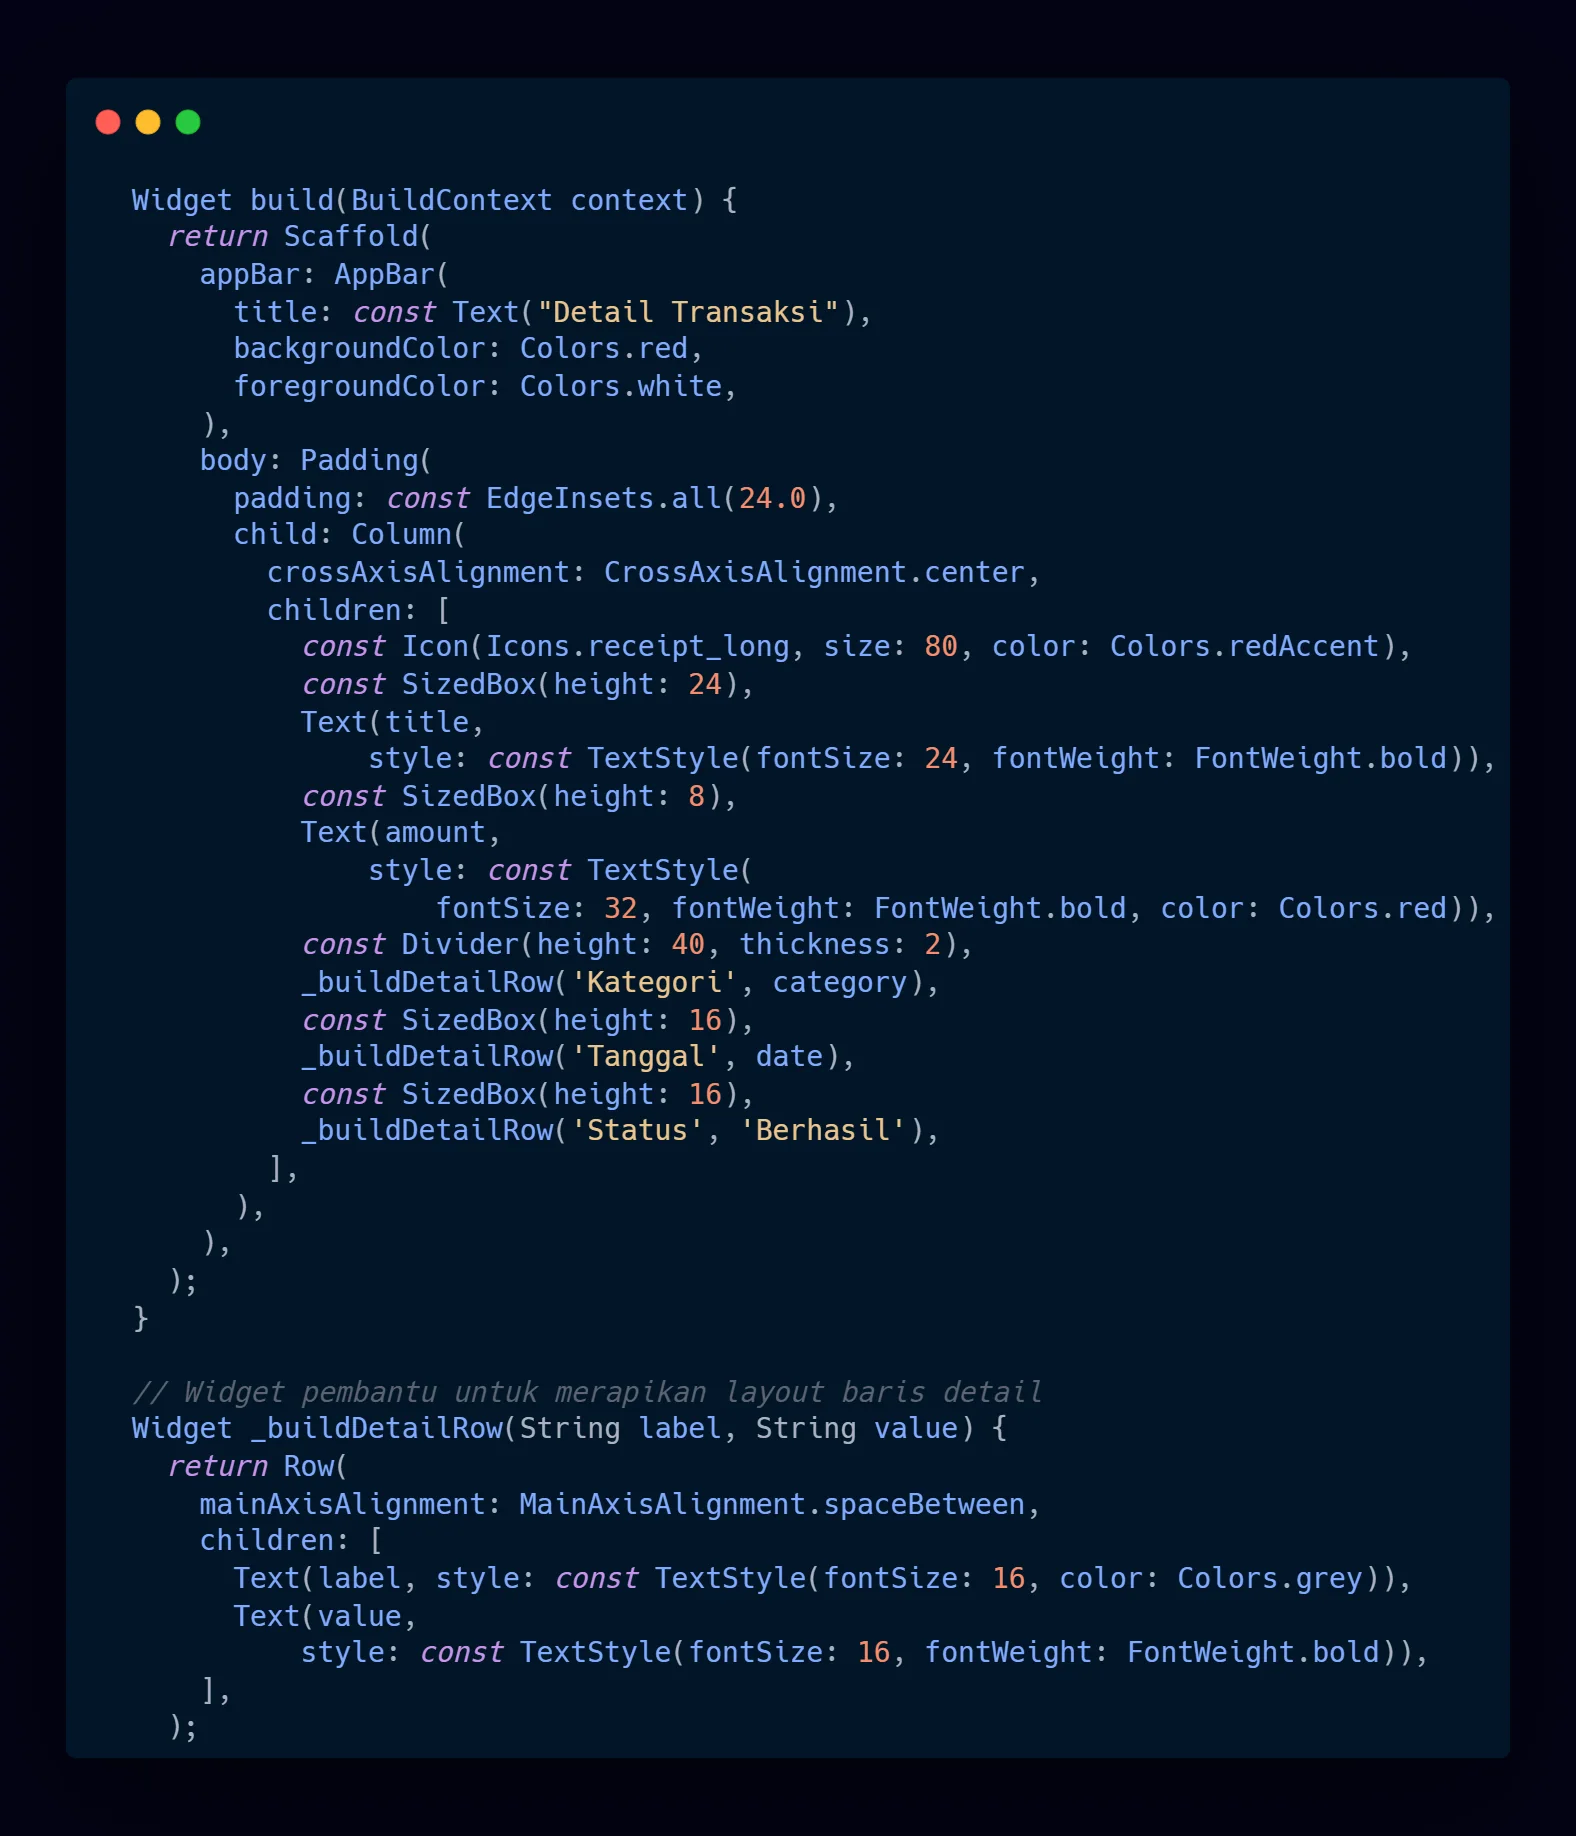 Widget build(BuildContext context) {
  return Scaffold(
    appBar: AppBar(
      title: const Text("Detail Transaksi"),
      backgroundColor: Colors.red,
      foregroundColor: Colors.white,
    ),
    body: Padding(
      padding: const EdgeInsets.all(24.0),
      child: Column(
        crossAxisAlignment: CrossAxisAlignment.center,
        children: [
          const Icon(Icons.receipt_long, size: 80, color: Colors.redAccent),
          const SizedBox(height: 24),
          Text(title,
              style: const TextStyle(fontSize: 24, fontWeight: FontWeight.bold)),
          const SizedBox(height: 8),
          Text(amount,
              style: const TextStyle(
                  fontSize: 32, fontWeight: FontWeight.bold, color: Colors.red)),
          const Divider(height: 40, thickness: 2),
          _buildDetailRow('Kategori', category),
          const SizedBox(height: 16),
          _buildDetailRow('Tanggal', date),
          const SizedBox(height: 16),
          _buildDetailRow('Status', 'Berhasil'),
        ],
      ),
    ),
  );
}

// Widget pembantu untuk merapikan layout baris detail
Widget _buildDetailRow(String label, String value) {
  return Row(
    mainAxisAlignment: MainAxisAlignment.spaceBetween,
    children: [
      Text(label, style: const TextStyle(fontSize: 16, color: Colors.grey)),
      Text(value,
          style: const TextStyle(fontSize: 16, fontWeight: FontWeight.bold)),
    ],
  );